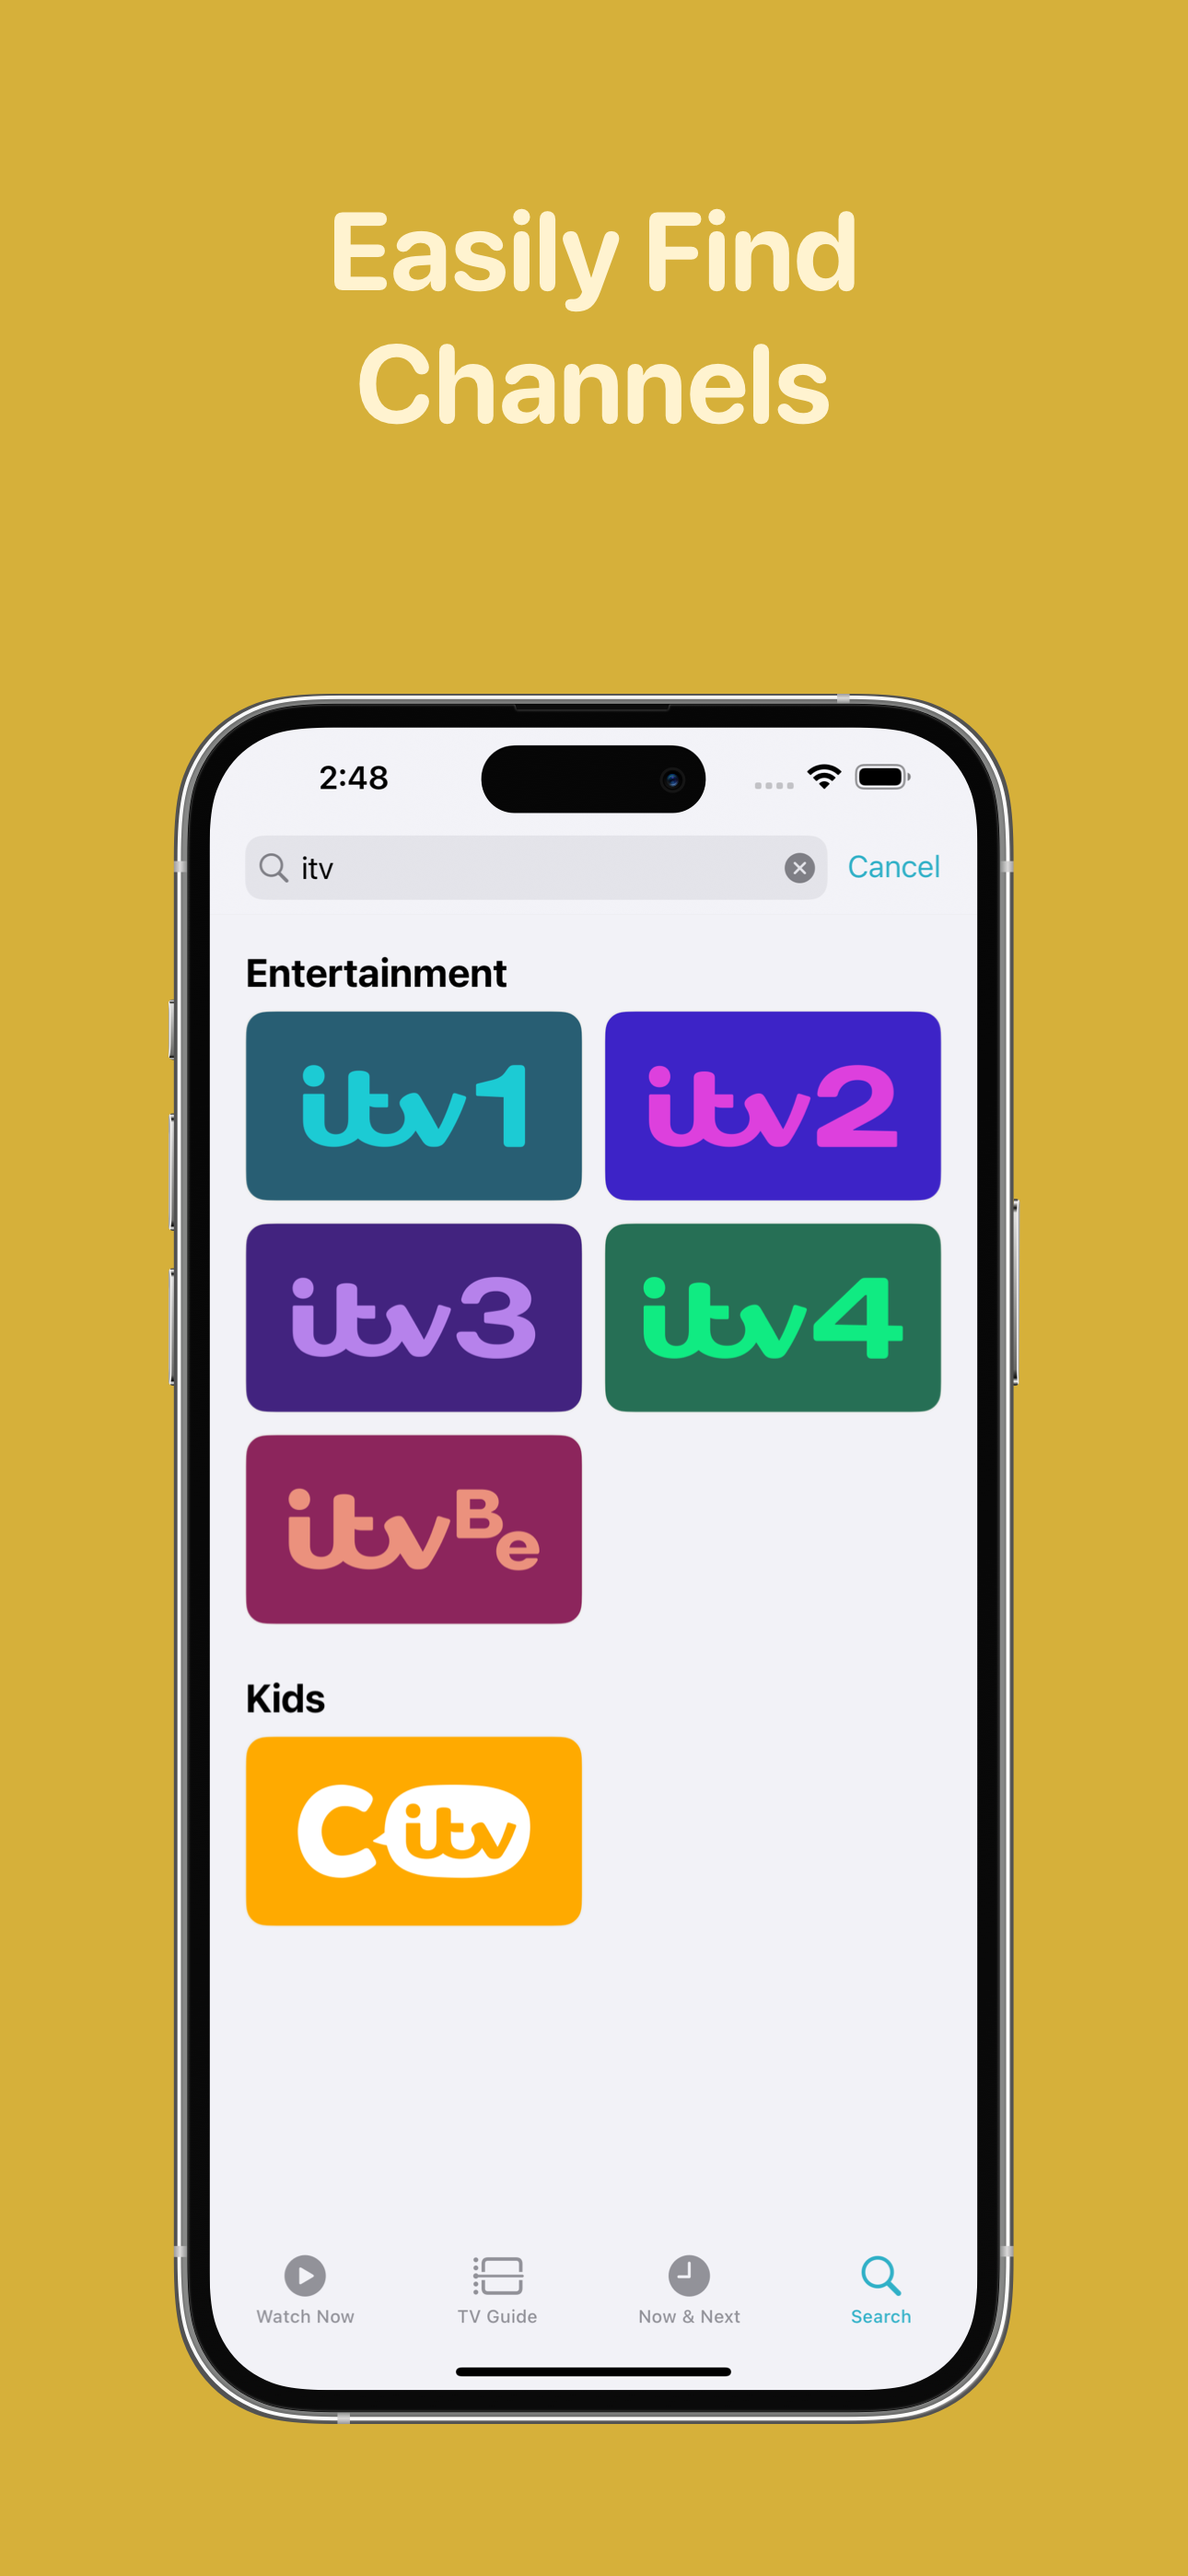 Easily Find
Channels
2:48
itv
Cancel
Entertainment
itv1
itv2
itv3
itv4
itvBe
Kids
Citv
Watch Now
TV Guide
Now & Next
Search